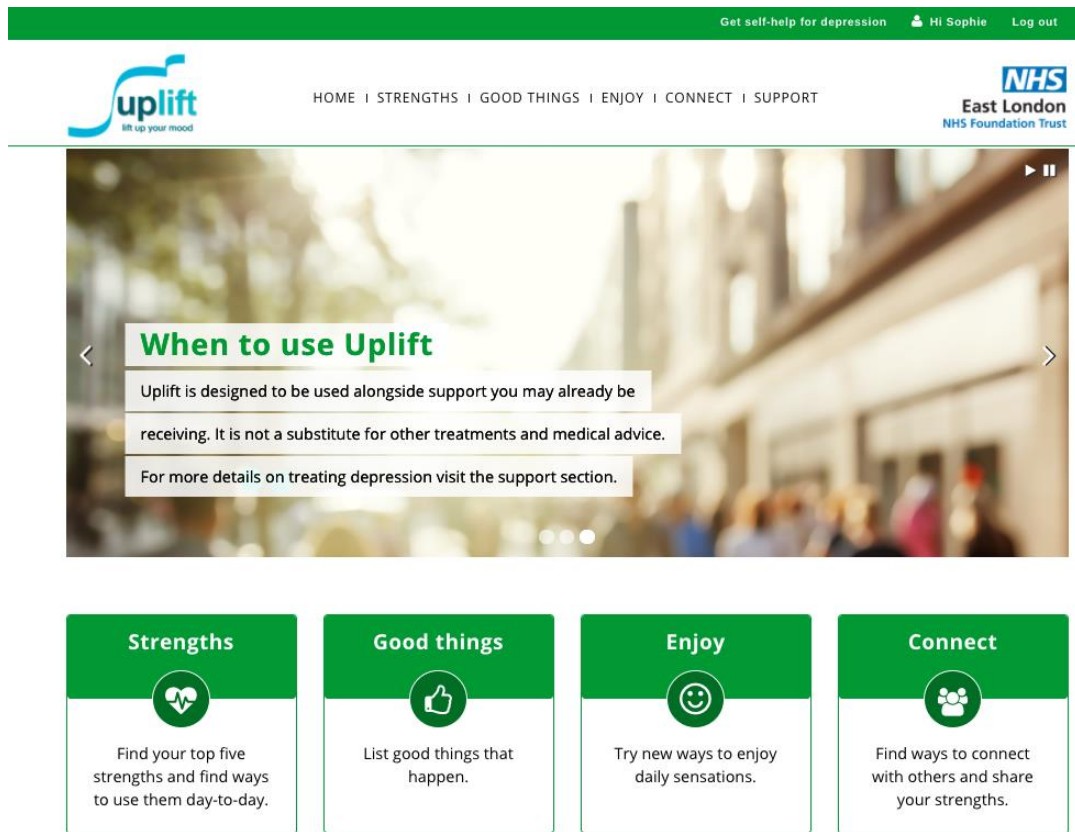 Get self-help for depression Hi Sophie Log out
uplift
lift up your mood
HOME I STRENGTHS I GOOD THINGS I ENJOY I CONNECT I SUPPORT
NHS
East London
NHS Foundation Trust
When to use Uplift
Uplift is designed to be used alongside support you may already be
receiving. It is not a substitute for other treatments and medical advice.
For more details on treating depression visit the support section.
Strengths
Find your top five
strengths and find ways
to use them day-to-day.
Good things
List good things that
happen.
Enjoy
Try new ways to enjoy
daily sensations.
Connect
Find ways to connect
with others and share
your strengths.